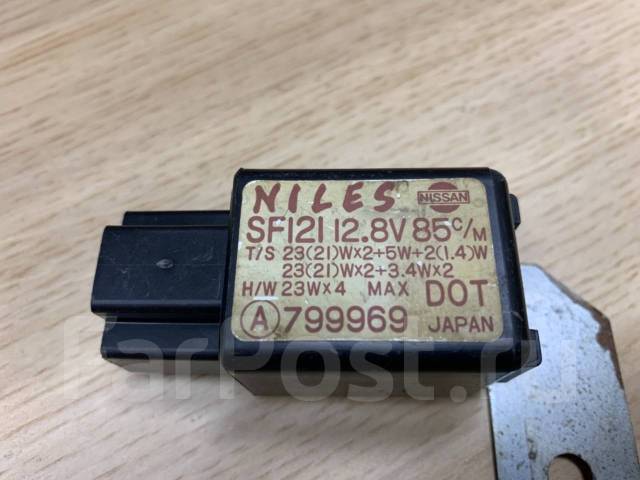 NILES NISSAN
SF121 12.8V 85C/M
T/S 23(21)W×2+5W+2(1.4)W
23(21)W×2+3.4W×2
H/W 23W×4 MAX DOT
A 799969 JAPAN
FarPost.ru